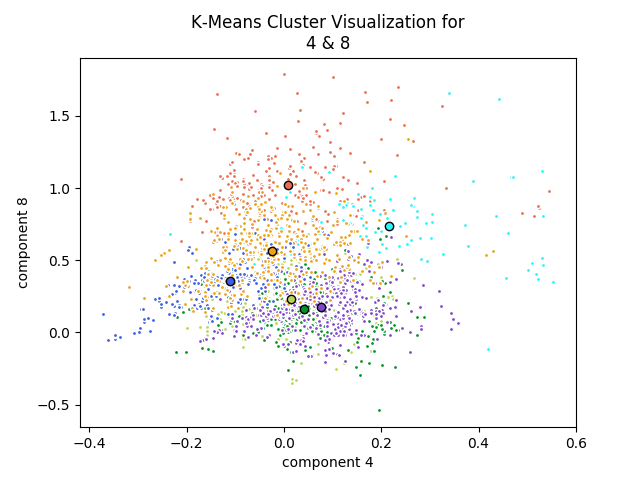 K-Means Cluster Visualization for
4 & 8
1.5
1.0
0.5
0.0
−0.5
component 8
−0.4
−0.2
0.0
0.2
0.4
0.6
component 4